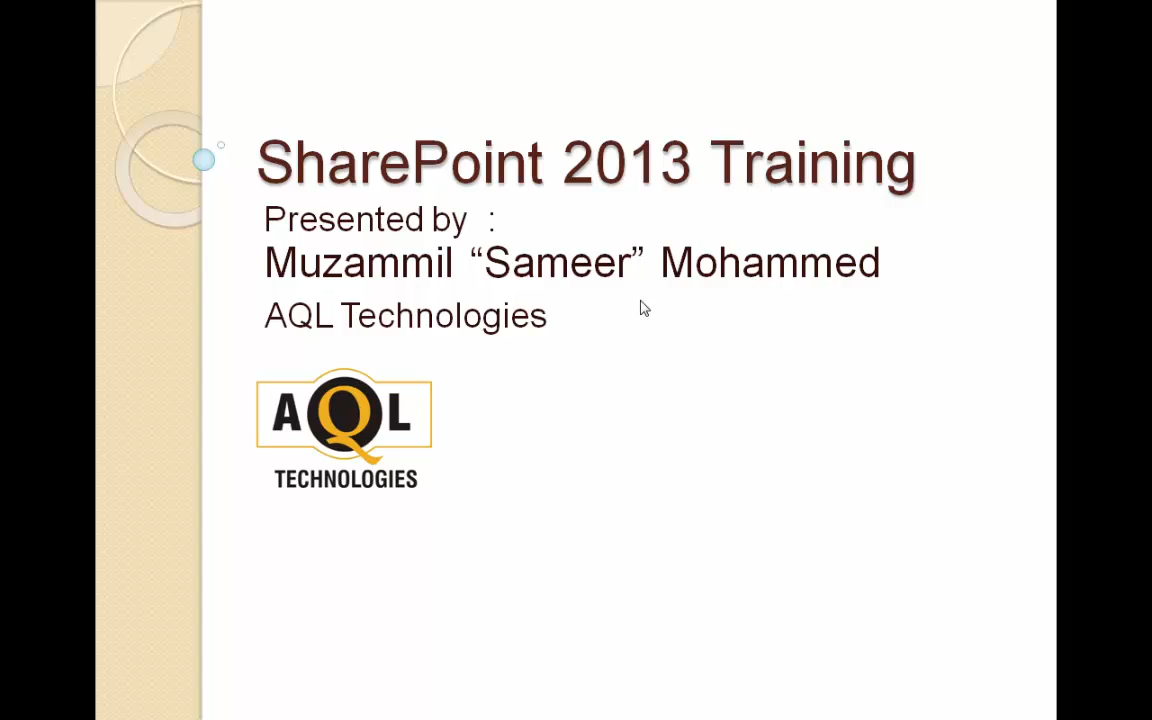 SharePoint 2013 Training
Presented by :
Muzammil “Sameer” Mohammed
AQL Technologies
AQL
TECHNOLOGIES